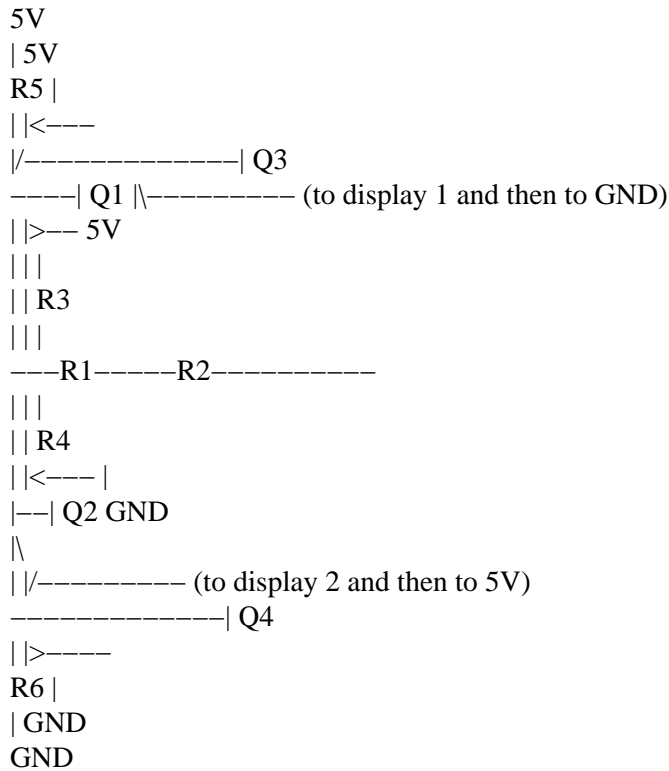 5V
| 5V
R5 |
| |<−−−
|/−−−−−−−−−−−−−| Q3
−−−−| Q1 |\−−−−−−−−− (to display 1 and then to GND)
| |>−− 5V
| | |
| | R3
| | |
−−−R1−−−−−R2−−−−−−−−−−
| | |
| | R4
| |<−−− |
|−−| Q2 GND
|\
| |/−−−−−−−−− (to display 2 and then to 5V)
−−−−−−−−−−−−−| Q4
| |>−−−−
R6 |
| GND
GND